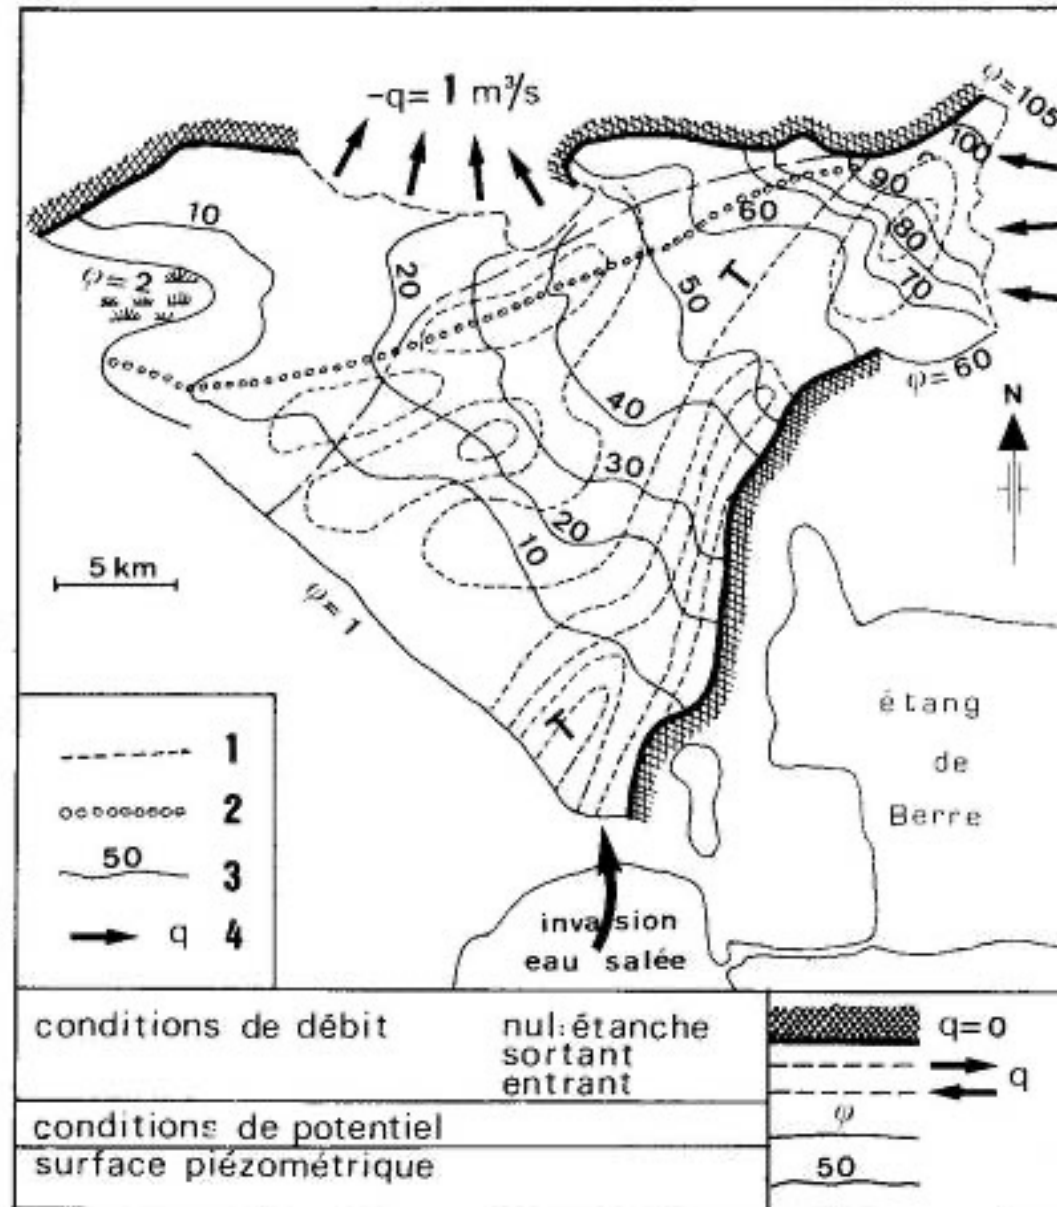 -q= 1 m³/s
φ=105
100
90
80
70
60
φ=60
10
φ=2
20
50
T
40
30
20
10
N
5 km
φ=1
T
étang
de
Berre
1
2
50
3
q 4
invasion
eau salée
conditions de débit nul: étanche q=0
sortant
entrant q
conditions de potentiel φ
surface piézométrique 50